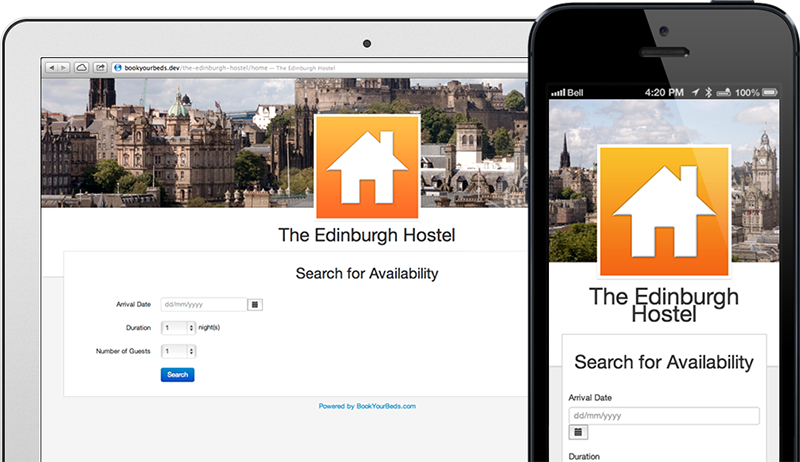 bookyourbeds.dev/the-edinburgh-hostel/home — The Edinburgh Hostel
The Edinburgh Hostel
Search for Availability
Arrival Date dd/mm/yyyy
Duration 1 night(s)
Number of Guests 1
Search
Powered by BookYourBeds.com
Bell 4:20 PM 100%
The Edinburgh
Hostel
Search for Availability
Arrival Date
dd/mm/yyyy
Duration